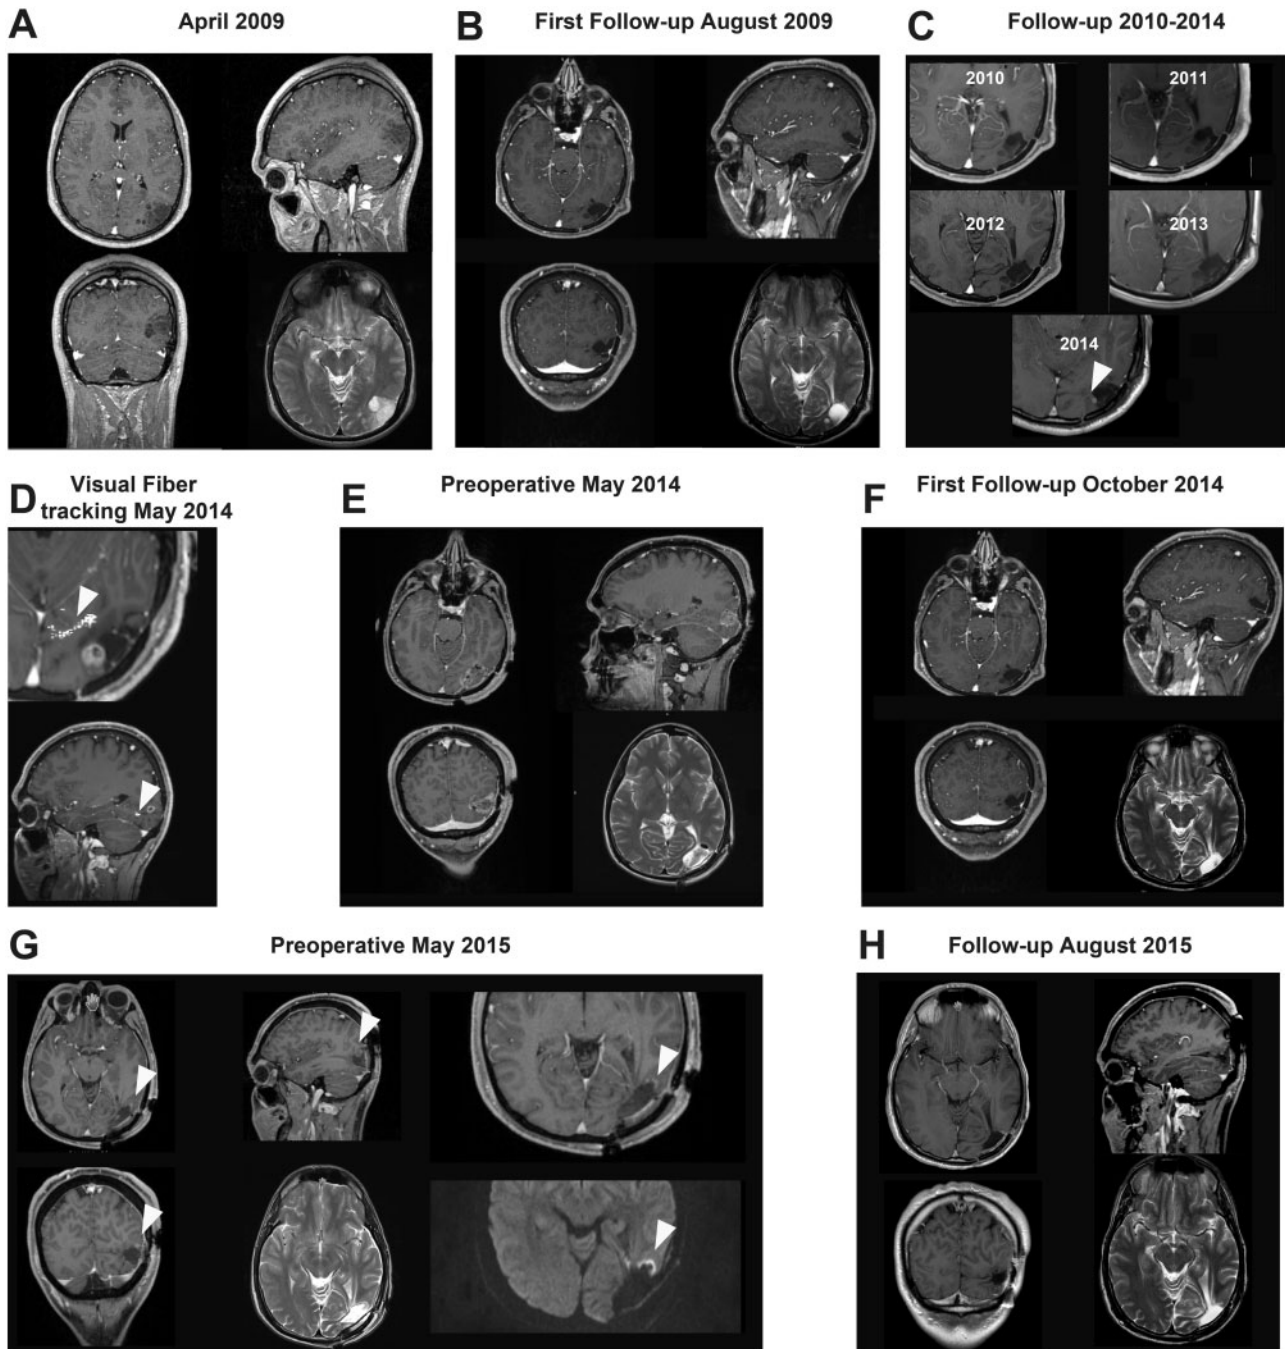 A April 2009
B First Follow-up August 2009
C Follow-up 2010-2014
2010
2011
2012
2013
2014
D Visual Fiber
tracking May 2014
E Preoperative May 2014
F First Follow-up October 2014
G Preoperative May 2015
H Follow-up August 2015